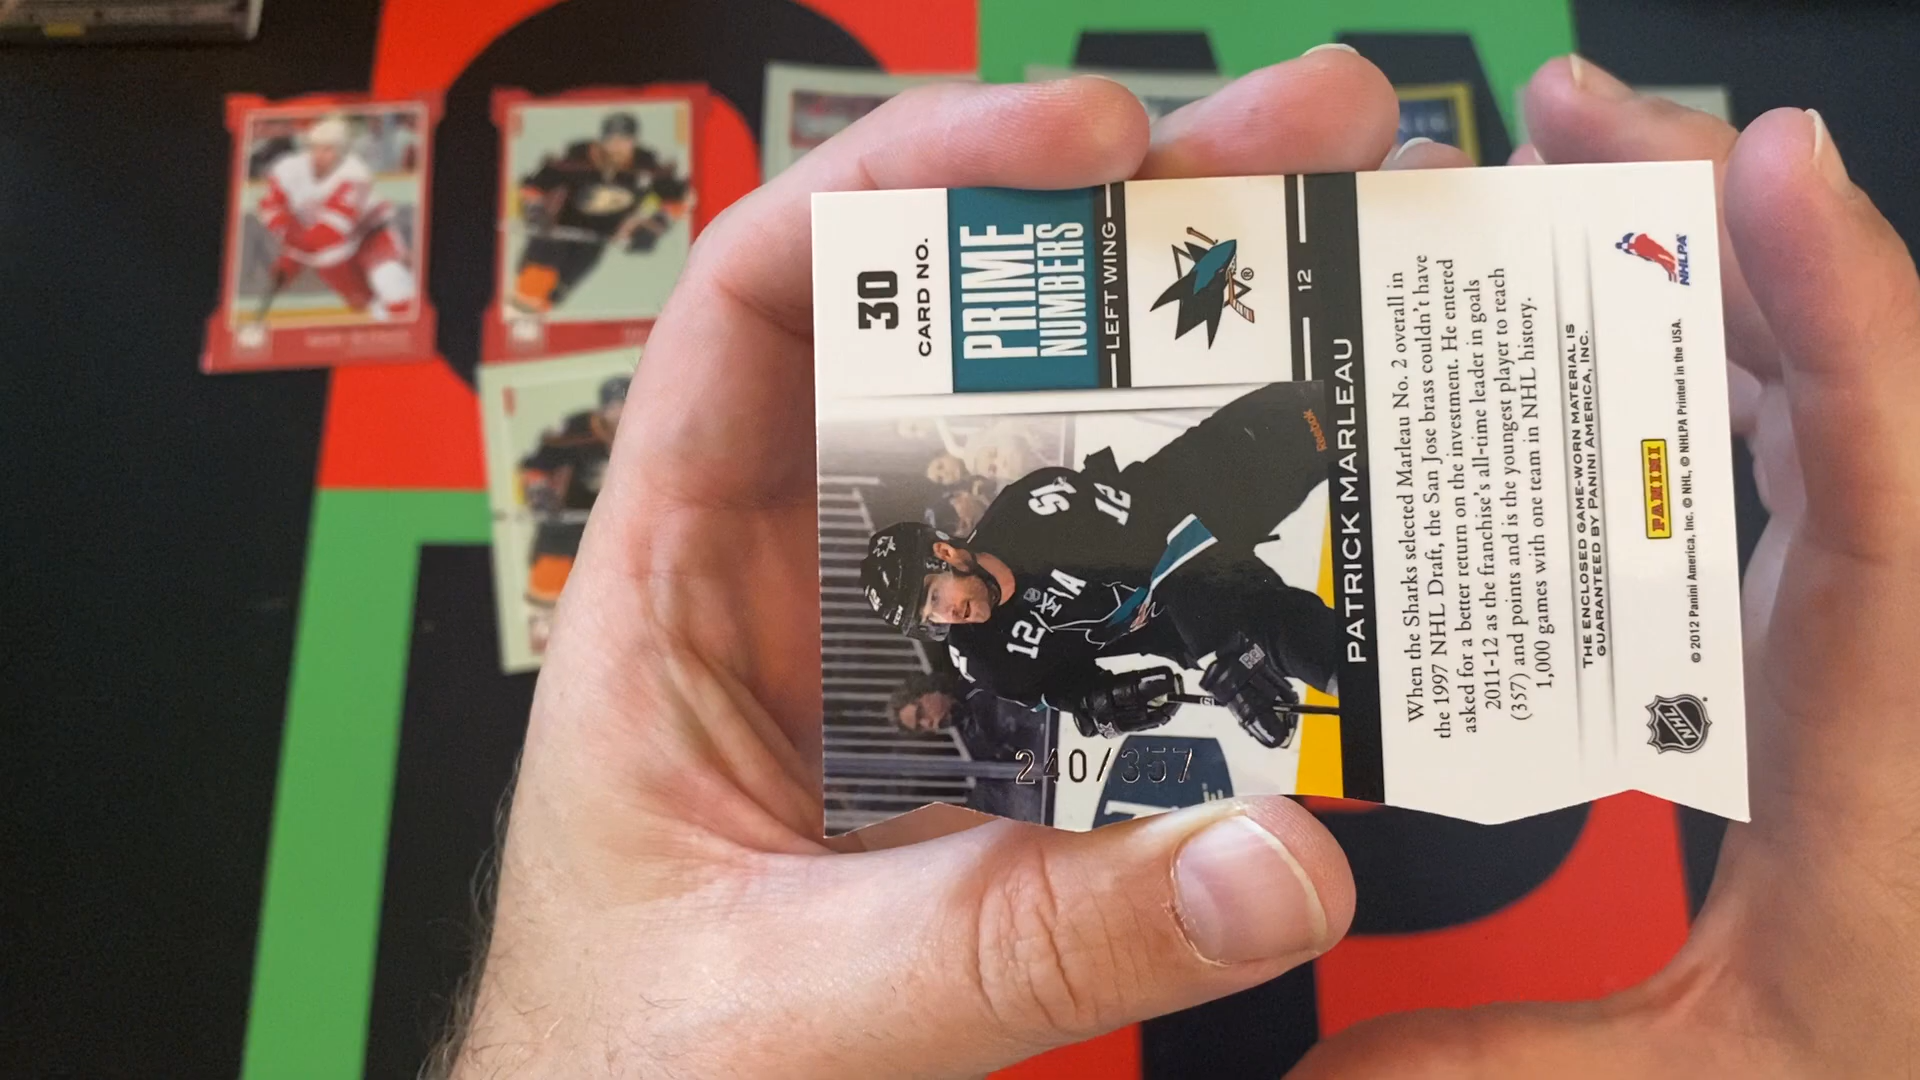 30
CARD NO.
PRIME
NUMBERS
LEFT WING
12
PATRICK MARLEAU
When the Sharks selected Marleau No. 2 overall in
the 1997 NHL Draft, the San Jose brass couldn't have
asked for a better return on the investment. He entered
2011-12 as the franchise's all-time leader in goals
(357) and points and is the youngest player to reach
1,000 games with one team in NHL history.
THE ENCLOSED GAME-WORN MATERIAL IS
GUARANTEED BY PANINI AMERICA, INC.
PANINI
© 2012 Panini America, Inc. © NHL, © NHLPA Printed in the USA.
NHLPA
NHL
240/357
12
A
12
Reebok